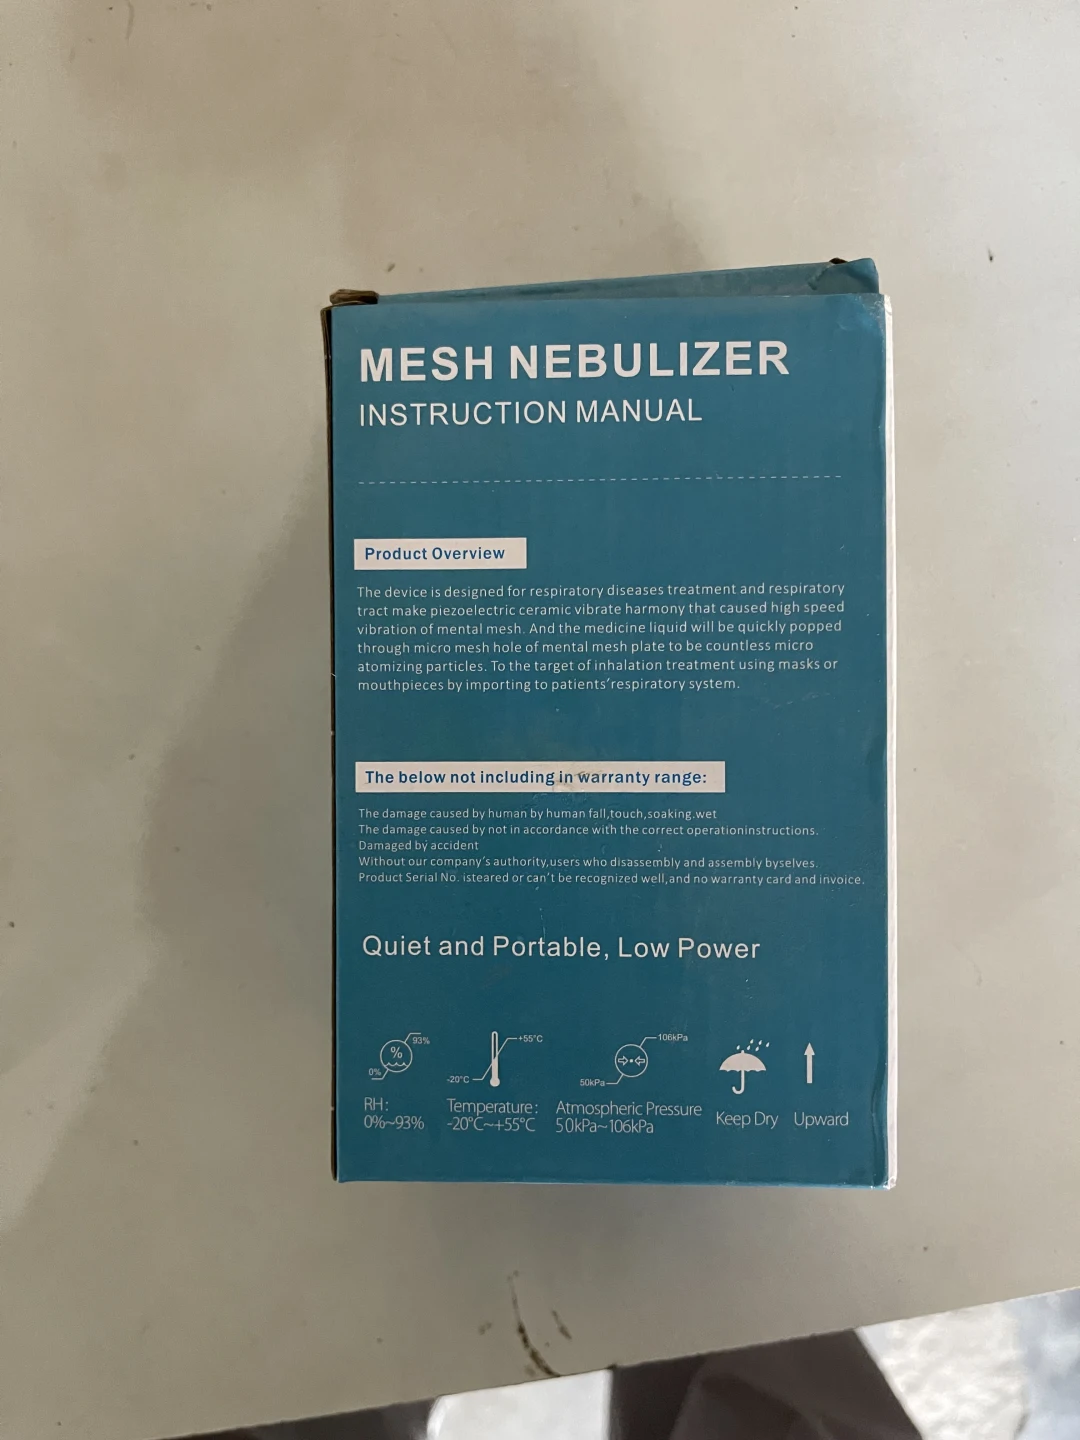 MESH NEBULIZER
INSTRUCTION MANUAL
Product Overview
The device is designed for respiratory diseases treatment and respiratory
tract make piezoelectric ceramic vibrate harmony that caused high speed
vibration of mental mesh. And the medicine liquid will be quickly popped
through micro mesh hole of mental mesh plate to be countless micro
atomizing particles. To the target of inhalation treatment using masks or
mouthpieces by importing to patients'respiratory system.
The below not including in warranty range:
The damage caused by human by human fall,touch,soaking.wet
The damage caused by not in accordance with the correct operationinstructions.
Damaged by accident
Without our company's authority,users who disassembly and assembly byselves.
Product Serial No. isteared or can't be recognized well,and no warranty card and invoice.
Quiet and Portable, Low Power
93%
%
0%
+55°C
-20°C
106kPa
50kPa
RH:
0%~93%
Temperature:
-20°C~+55°C
Atmospheric Pressure
50kPa~106kPa
Keep Dry
Upward